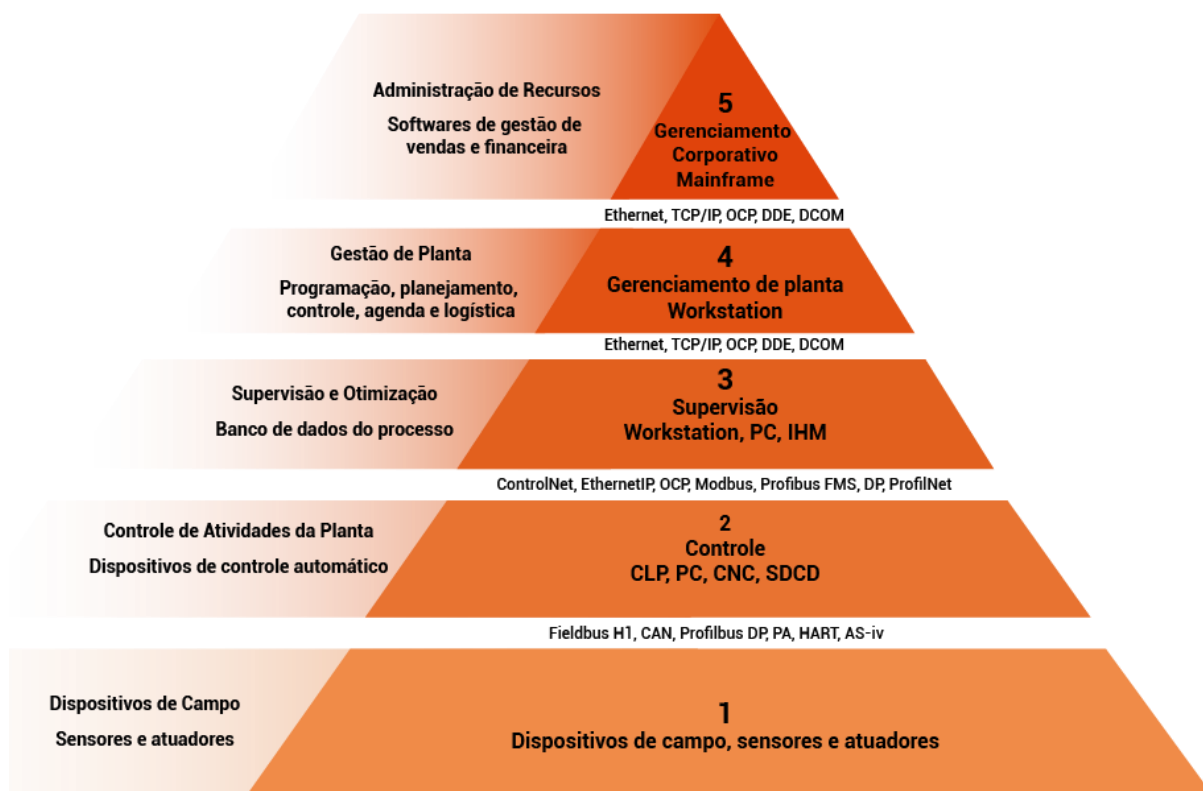 Administração de Recursos
Softwares de gestão de
vendas e financeira
5
Gerenciamento
Corporativo
Mainframe
Ethernet, TCP/IP, OCP, DDE, DCOM
Gestão de Planta
Programação, planejamento,
controle, agenda e logística
4
Gerenciamento de planta
Workstation
Ethernet, TCP/IP, OCP, DDE, DCOM
Supervisão e Otimização
Banco de dados do processo
3
Supervisão
Workstation, PC, IHM
ControlNet, EthernetIP, OCP, Modbus, Profibus FMS, DP, ProfilNet
Controle de Atividades da Planta
Dispositivos de controle automático
2
Controle
CLP, PC, CNC, SDCD
Fieldbus H1, CAN, Profilbus DP, PA, HART, AS-iv
Dispositivos de Campo
Sensores e atuadores
1
Dispositivos de campo, sensores e atuadores